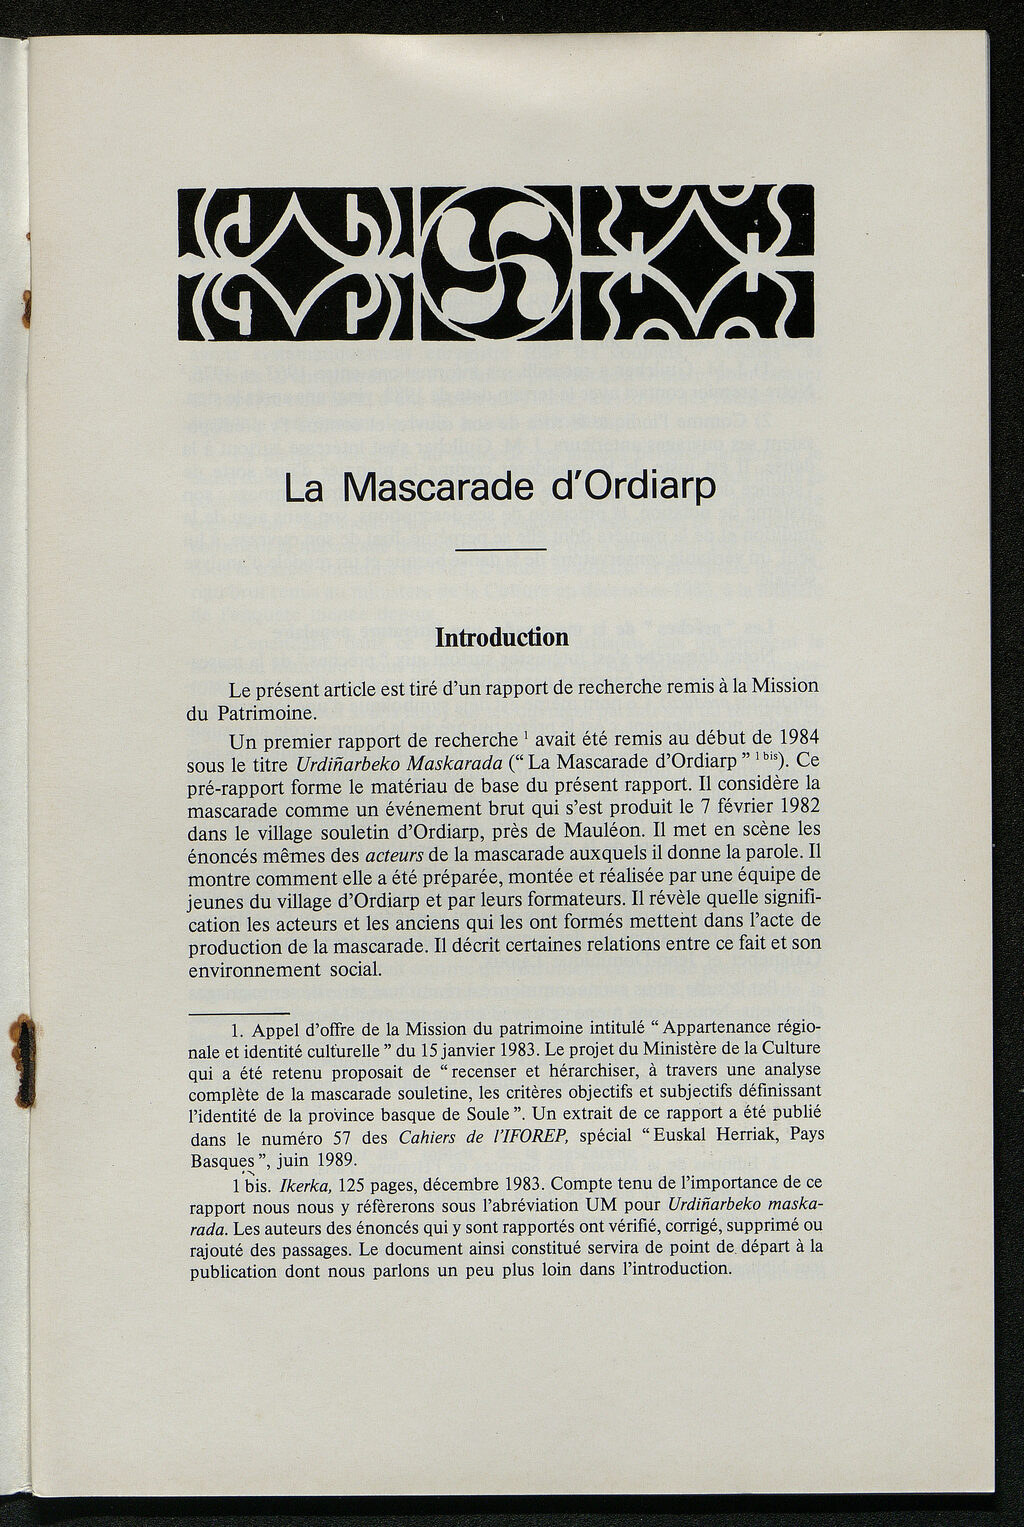 La Mascarade d'Ordiarp
Introduction
Le présent article est tiré d'un rapport de recherche remis à la Mission
du Patrimoine.
Un premier rapport de recherche ¹ avait été remis au début de 1984
sous le titre Urdiñarbeko Maskarada (“ La Mascarade d'Ordiarp ” ¹ bis). Ce
pré-rapport forme le matériau de base du présent rapport. Il considère la
mascarade comme un événement brut qui s'est produit le 7 février 1982
dans le village souletin d'Ordiarp, près de Mauléon. Il met en scène les
énoncés mêmes des acteurs de la mascarade auxquels il donne la parole. Il
montre comment elle a été préparée, montée et réalisée par une équipe de
jeunes du village d'Ordiarp et par leurs formateurs. Il révèle quelle signifi-
cation les acteurs et les anciens qui les ont formés mettent dans l'acte de
production de la mascarade. Il décrit certaines relations entre ce fait et son
environnement social.
1. Appel d'offre de la Mission du patrimoine intitulé “ Appartenance régio-
nale et identité culturelle ” du 15 janvier 1983. Le projet du Ministère de la Culture
qui a été retenu proposait de “ recenser et hérarchiser, à travers une analyse
complète de la mascarade souletine, les critères objectifs et subjectifs définissant
l'identité de la province basque de Soule ”. Un extrait de ce rapport a été publié
dans le numéro 57 des Cahiers de l'IFOREP, spécial “ Euskal Herriak, Pays
Basques ”, juin 1989.
1 bis. Ikerka, 125 pages, décembre 1983. Compte tenu de l'importance de ce
rapport nous nous y réfèrerons sous l'abréviation UM pour Urdiñarbeko maska-
rada. Les auteurs des énoncés qui y sont rapportés ont vérifié, corrigé, supprimé ou
rajouté des passages. Le document ainsi constitué servira de point de départ à la
publication dont nous parlons un peu plus loin dans l'introduction.